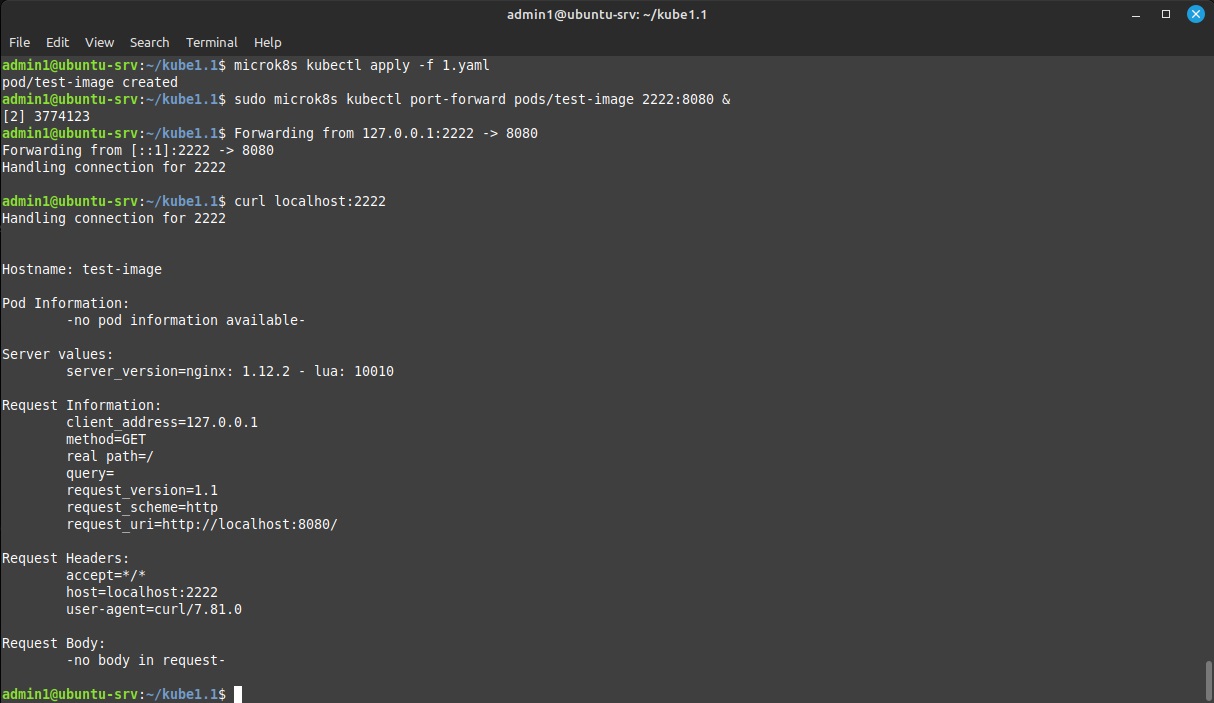 admin1@ubuntu-srv: ~/kube1.1
File Edit View Search Terminal Help
admin1@ubuntu-srv:~/kube1.1$ microk8s kubectl apply -f 1.yaml
pod/test-image created
admin1@ubuntu-srv:~/kube1.1$ sudo microk8s kubectl port-forward pods/test-image 2222:8080 &
[2] 3774123
admin1@ubuntu-srv:~/kube1.1$ Forwarding from 127.0.0.1:2222 -> 8080
Forwarding from [::1]:2222 -> 8080
Handling connection for 2222
admin1@ubuntu-srv:~/kube1.1$ curl localhost:2222
Handling connection for 2222
Hostname: test-image
Pod Information:
-no pod information available-
Server values:
server_version=nginx: 1.12.2 - lua: 10010
Request Information:
client_address=127.0.0.1
method=GET
real path=/
query=
request_version=1.1
request_scheme=http
request_uri=http://localhost:8080/
Request Headers:
accept=*/*
host=localhost:2222
user-agent=curl/7.81.0
Request Body:
-no body in request-
admin1@ubuntu-srv:~/kube1.1$